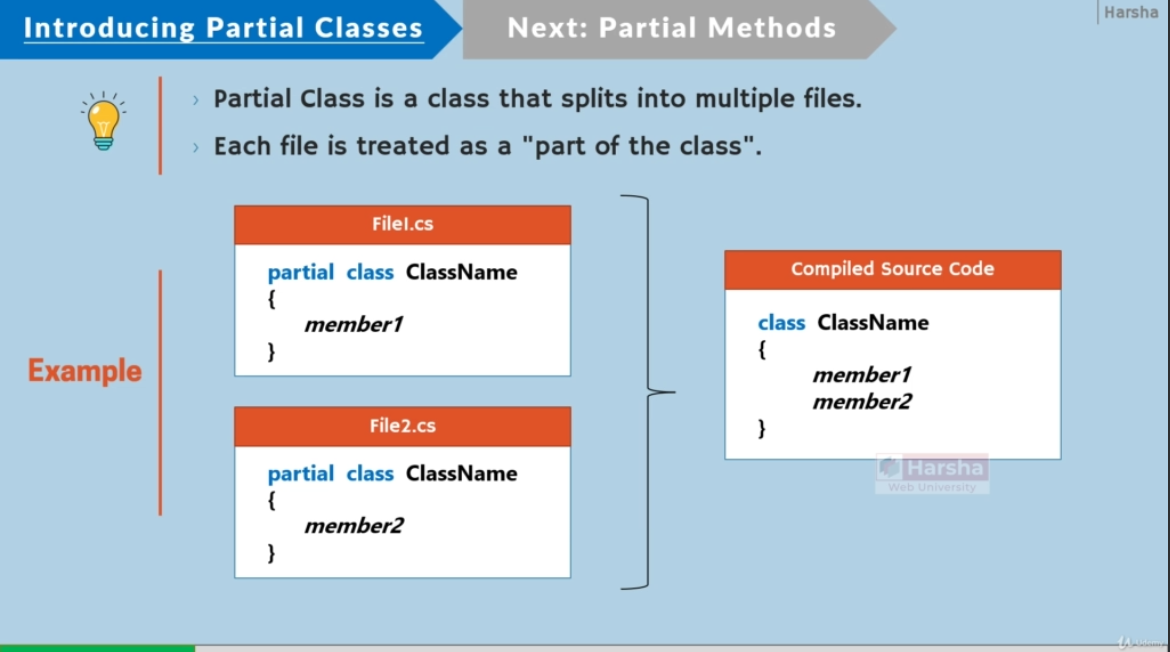 Introducing Partial Classes
Next: Partial Methods
Harsha
› Partial Class is a class that splits into multiple files.
› Each file is treated as a "part of the class".
Example
File1.cs
partial class ClassName
{
member1
}
File2.cs
partial class ClassName
{
member2
}
Compiled Source Code
class ClassName
{
member1
member2
}
Harsha
Web University
Udemy